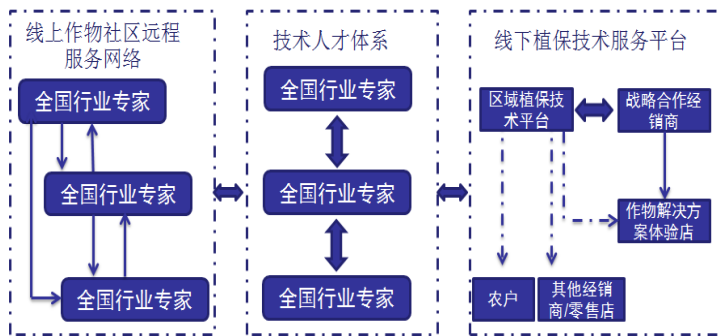 线上作物社区远程
服务网络
全国行业专家
全国行业专家
全国行业专家
技术人才体系
全国行业专家
全国行业专家
全国行业专家
线下植保技术服务平台
区域植保技
术平台
战略合作经
销商
作物解决方
案体验店
农户
其他经销
商/零售店